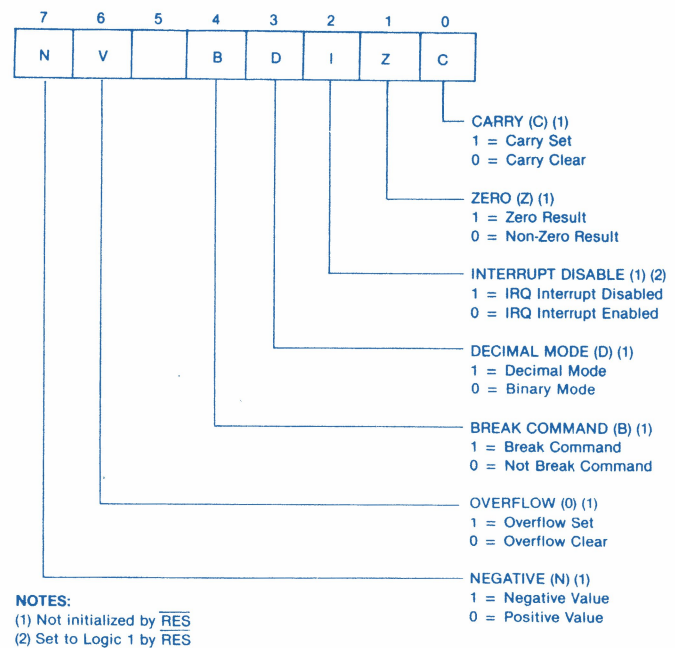 7 6 5 4 3 2 1 0
N V B D I Z C
CARRY (C) (1)
1 = Carry Set
0 = Carry Clear
ZERO (Z) (1)
1 = Zero Result
0 = Non-Zero Result
INTERRUPT DISABLE (1) (2)
1 = IRQ Interrupt Disabled
0 = IRQ Interrupt Enabled
DECIMAL MODE (D) (1)
1 = Decimal Mode
0 = Binary Mode
BREAK COMMAND (B) (1)
1 = Break Command
0 = Not Break Command
OVERFLOW (0) (1)
1 = Overflow Set
0 = Overflow Clear
NEGATIVE (N) (1)
1 = Negative Value
0 = Positive Value
NOTES:
(1) Not initialized by R̅E̅S̅
(2) Set to Logic 1 by R̅E̅S̅